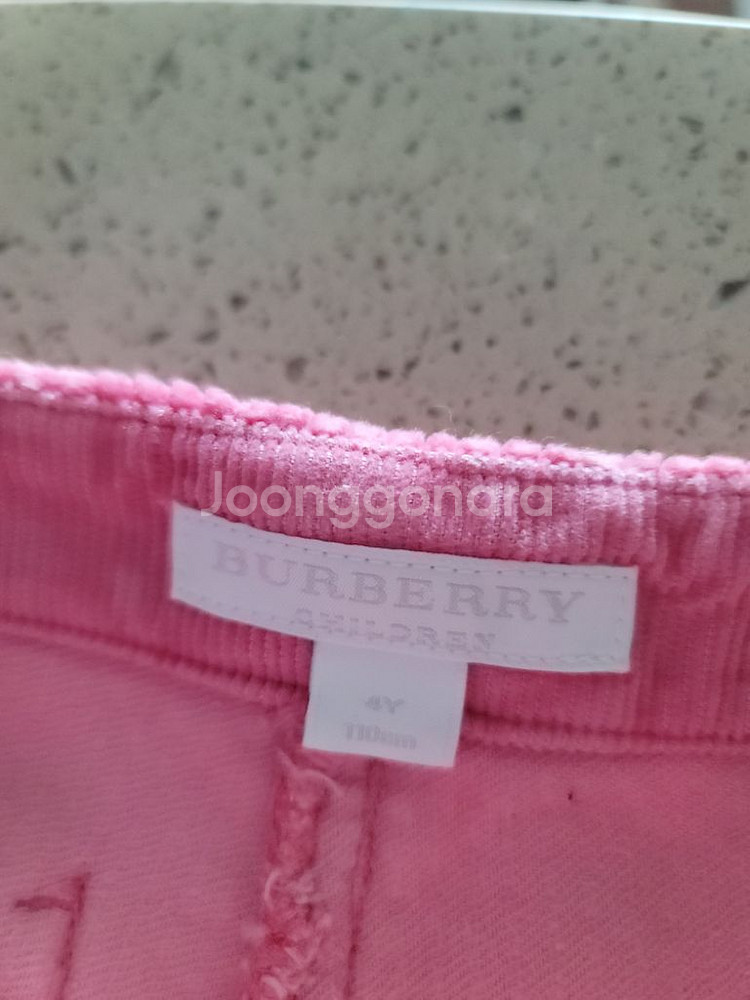 Joonggonara
BURBERRY
CHILDREN
4Y
110cm